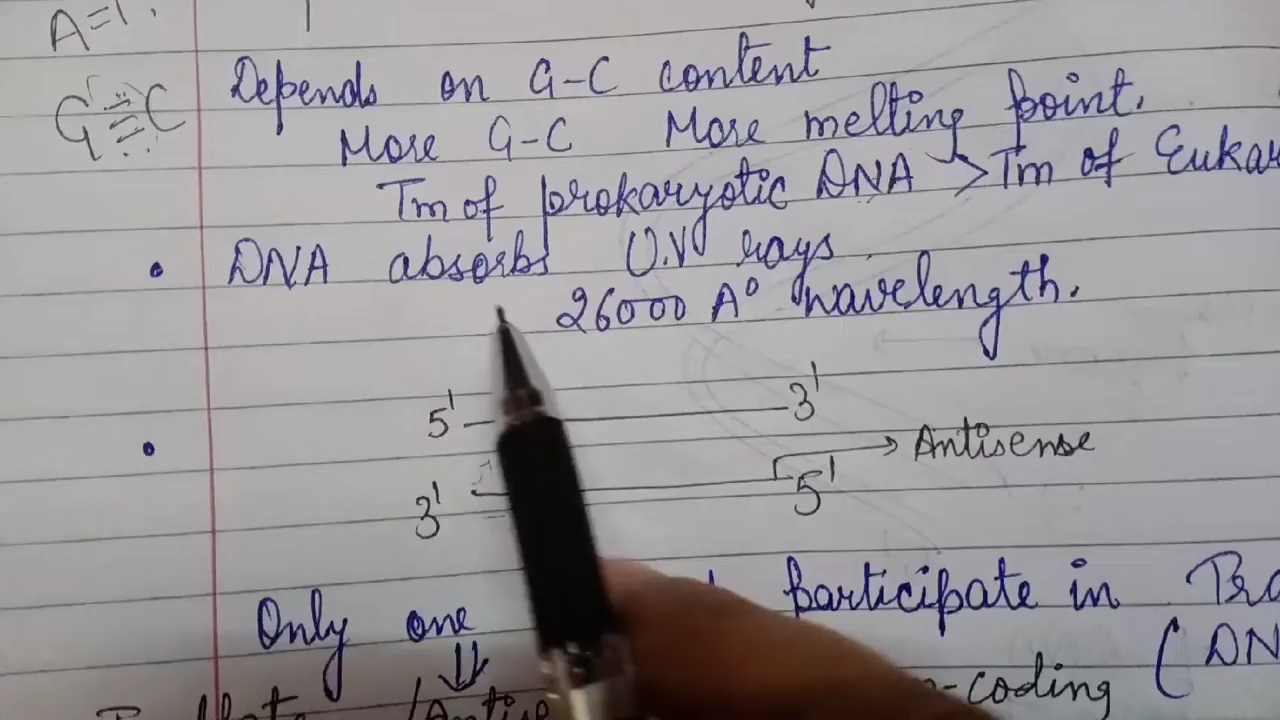 A=
G≡C
Depends on G-C content
More G-C More melting point.
Tm of prokaryotic DNA > Tm of Eukar
• DNA absorbs U.V rays
26000 A° wavelength.
5' 3'
• Antisense
3' 5'
Only one participate in
(DN
-coding